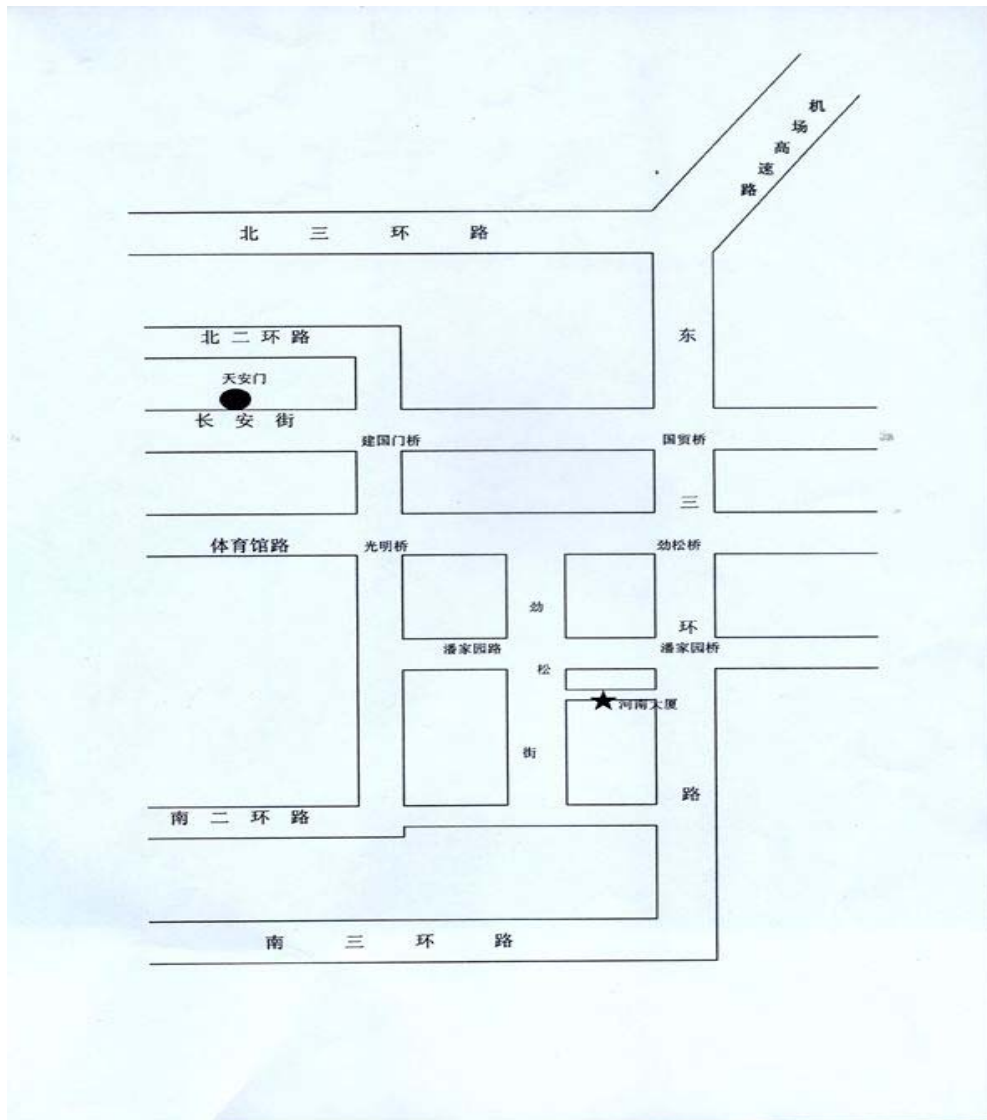 机场高速路
北三环路
东三环路
北二环路
天安门
长安街
建国门桥
国贸桥
体育馆路
光明桥
劲松桥
劲松街
潘家园路
潘家园桥
河南大厦
南二环路
南三环路